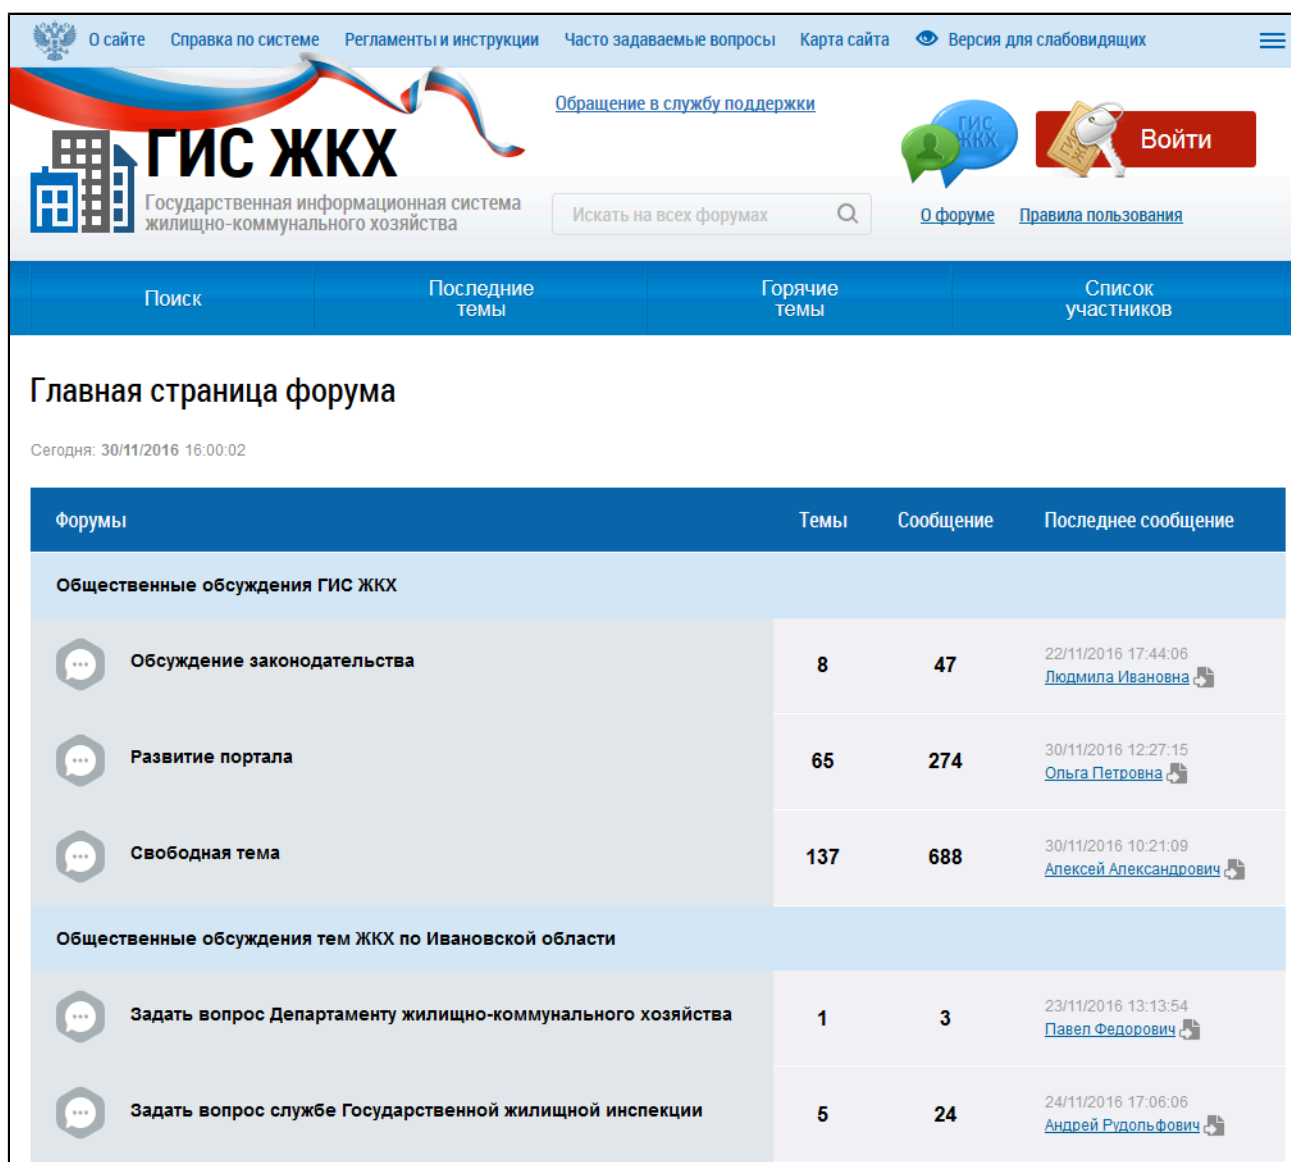 О сайте Справка по системе Регламенты и инструкции Часто задаваемые вопросы Карта сайта Версия для слабовидящих
Обращение в службу поддержки
ГИС ЖКХ
Государственная информационная система
жилищно-коммунального хозяйства
Искать на всех форумах
ГИС
ЖКХ
ГИС
ЖКХ
Войти
О форуме Правила пользования
Поиск
Последние
темы
Горячие
темы
Список
участников
Главная страница форума
Сегодня: 30/11/2016 16:00:02
Форумы Темы Сообщение Последнее сообщение
Общественные обсуждения ГИС ЖКХ
Обсуждение законодательства 8 47 22/11/2016 17:44:06
Людмила Ивановна
Развитие портала 65 274 30/11/2016 12:27:15
Ольга Петровна
Свободная тема 137 688 30/11/2016 10:21:09
Алексей Александрович
Общественные обсуждения тем ЖКХ по Ивановской области
Задать вопрос Департаменту жилищно-коммунального хозяйства 1 3 23/11/2016 13:13:54
Павел Федорович
Задать вопрос службе Государственной жилищной инспекции 5 24 24/11/2016 17:06:06
Андрей Рудольфович